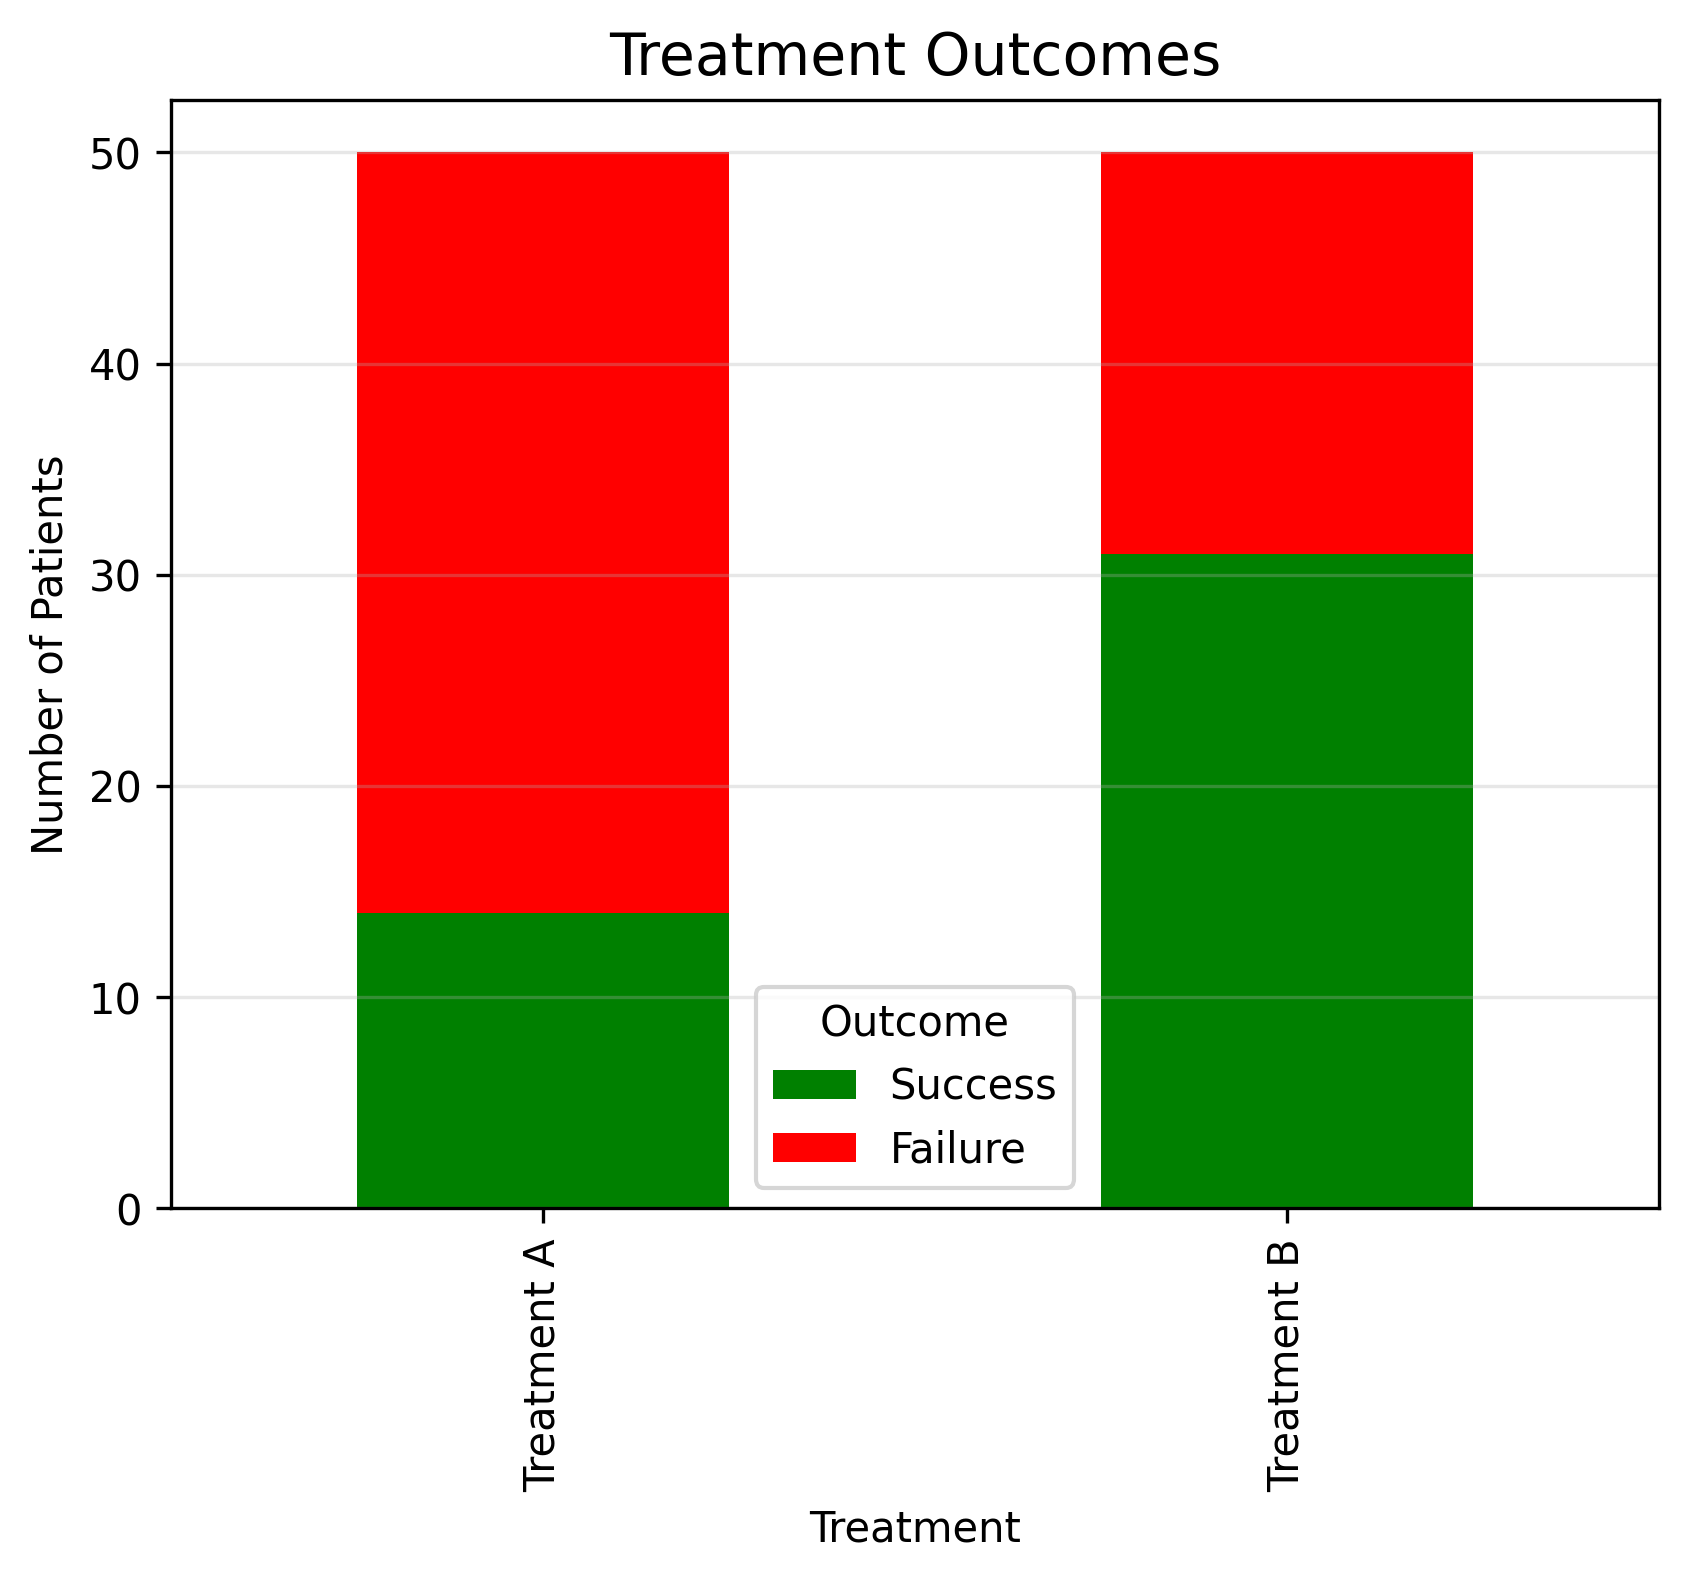 Treatment Outcomes
Number of Patients
50
40
30
20
10
0
Outcome
Success
Failure
Treatment A
Treatment B
Treatment